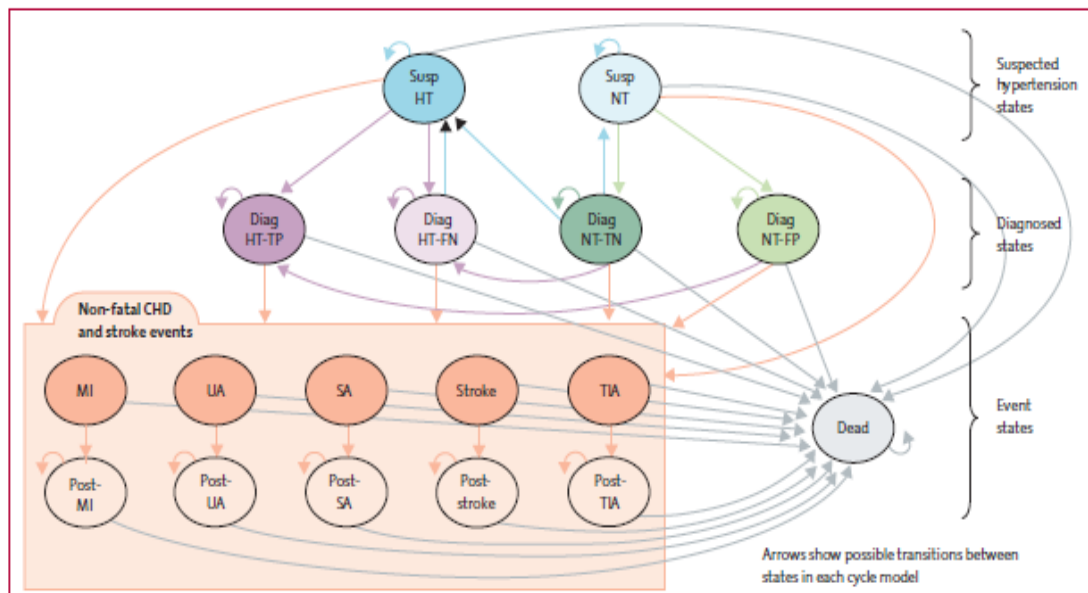 Susp
HT
Susp
NT
Suspected
hypertension
states
Diag
HT-TP
Diag
HT-FN
Diag
NT-TN
Diag
NT-FP
Diagnosed
states
Non-fatal CHD
and stroke events
MI
UA
SA
Stroke
TIA
Dead
Event
states
Post-
MI
Post-
UA
Post-
SA
Post-
stroke
Post-
TIA
Arrows show possible transitions between
states in each cycle model